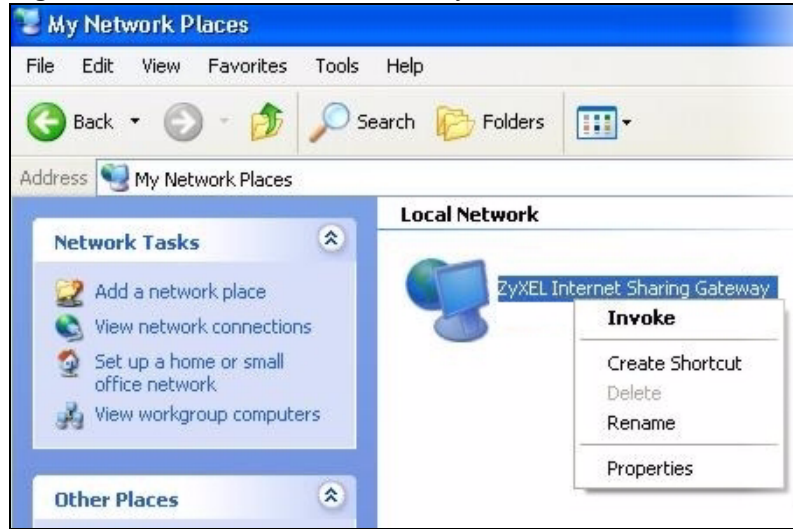 My Network Places
File Edit View Favorites Tools Help
Back Search Folders
Address My Network Places
Network Tasks
Add a network place
View network connections
Set up a home or small
office network
View workgroup computers
Other Places
Local Network
ZyXEL Internet Sharing Gateway
Invoke
Create Shortcut
Delete
Rename
Properties